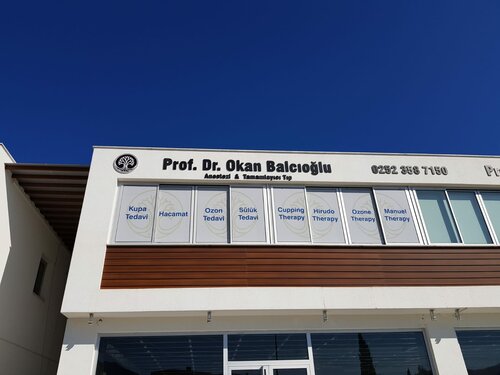 Prof. Dr. Okan Balcıoğlu
Anestezi & Tamamlayıcı Tıp
0252 358 7150
Kupa Tedavi
Hacamat
Ozon Tedavi
Sülük Tedavi
Cupping Therapy
Hirudo Therapy
Ozone Therapy
Manuel Therapy